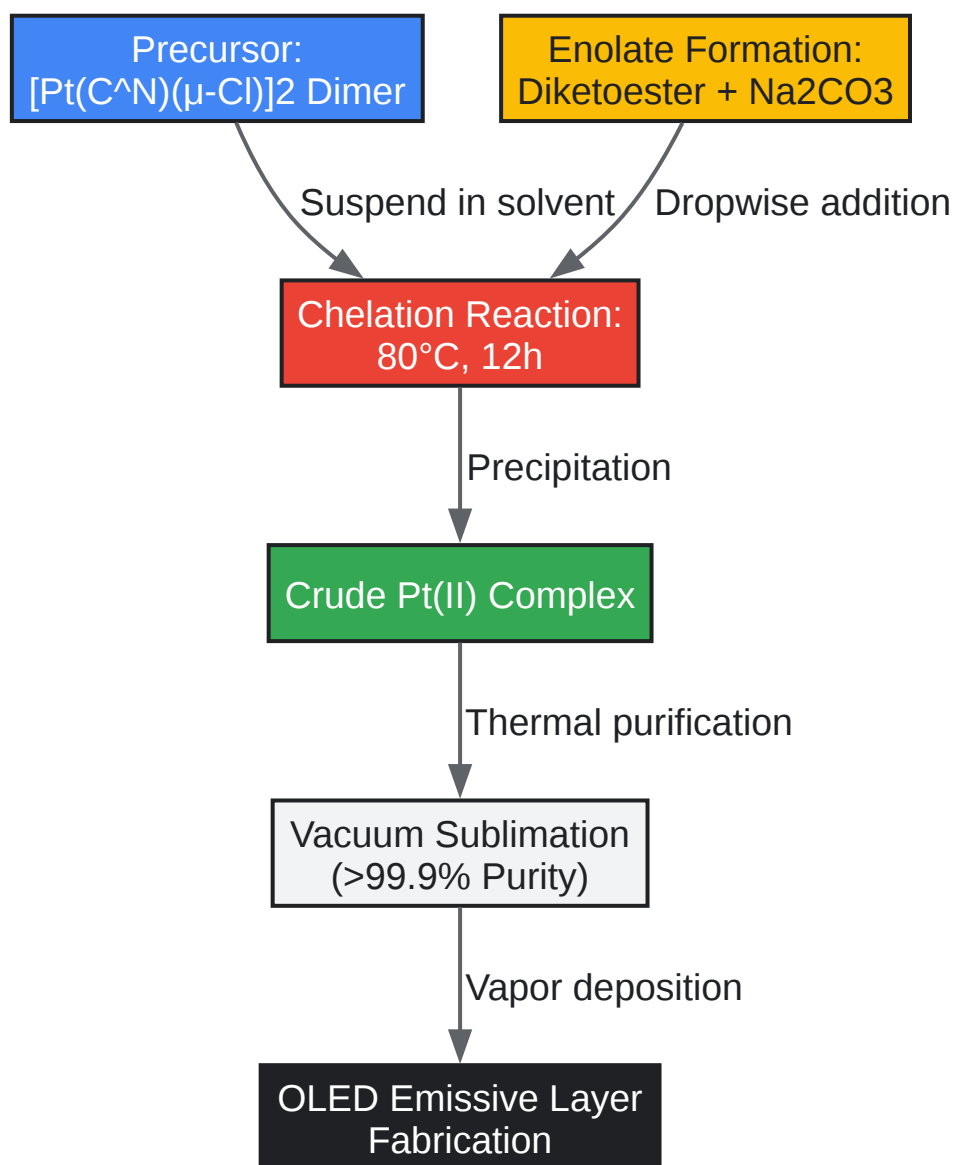 Precursor:
[Pt(C^N)(μ-Cl)]2 Dimer
Enolate Formation:
Diketoester + Na2CO3
Suspend in solvent
Dropwise addition
Chelation Reaction:
80°C, 12h
Precipitation
Crude Pt(II) Complex
Thermal purification
Vacuum Sublimation
(>99.9% Purity)
Vapor deposition
OLED Emissive Layer
Fabrication